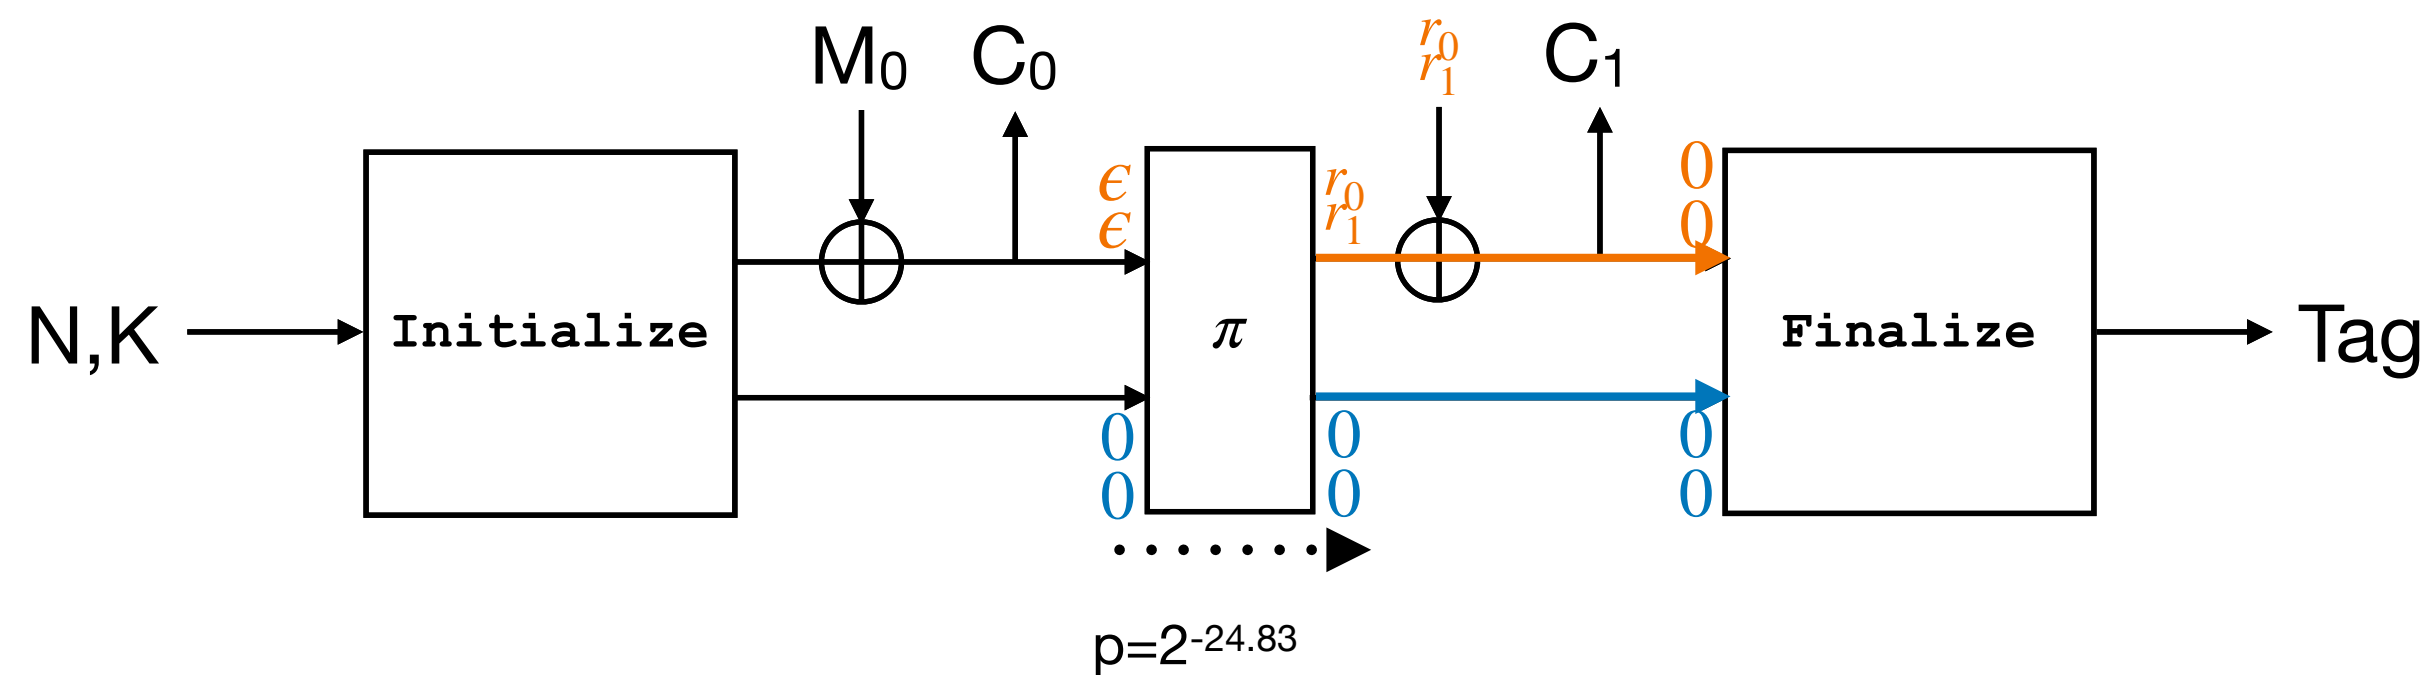 M₀ C₀ r₀ C₁
r₁
ϵ r₀ 0
ϵ r₁ 0
N,K Initialize π Finalize Tag
0 0 0
0 0 0
p=2⁻²⁴·⁸³